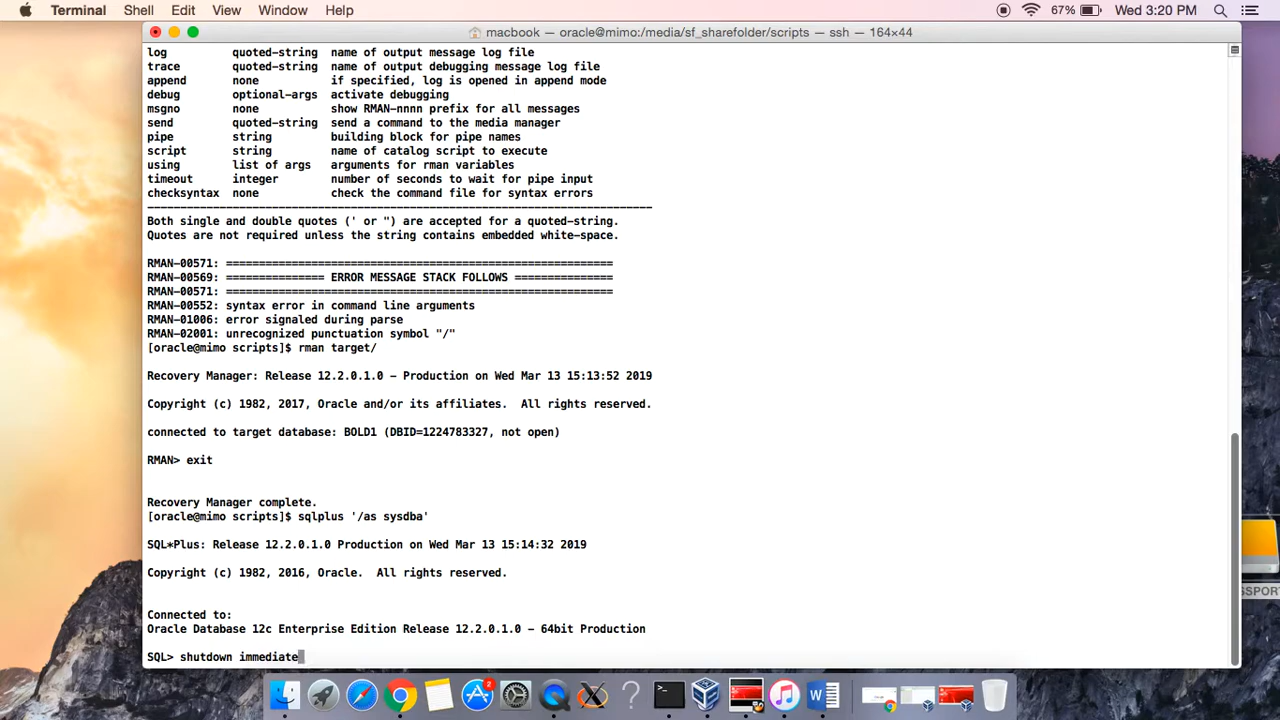 Terminal Shell Edit View Window Help 67% Wed 3:20 PM
macbook — oracle@mimo:/media/sf_sharefolder/scripts — ssh — 164×44
log quoted-string name of output message log file
trace quoted-string name of output debugging message log file
append none if specified, log is opened in append mode
debug optional-args activate debugging
msgno none show RMAN-nnnn prefix for all messages
send quoted-string send a command to the media manager
pipe string building block for pipe names
script string name of catalog script to execute
using list of args arguments for rman variables
timeout integer number of seconds to wait for pipe input
checksyntax none check the command file for syntax errors
-----------------------------------------------------------------------------
Both single and double quotes (' or ") are accepted for a quoted-string.
Quotes are not required unless the string contains embedded white-space.
RMAN-00571: ===========================================================
RMAN-00569: =============== ERROR MESSAGE STACK FOLLOWS ===============
RMAN-00571: ===========================================================
RMAN-00552: syntax error in command line arguments
RMAN-01006: error signaled during parse
RMAN-02001: unrecognized punctuation symbol "/"
[oracle@mimo scripts]$ rman target/
Recovery Manager: Release 12.2.0.1.0 - Production on Wed Mar 13 15:13:52 2019
Copyright (c) 1982, 2017, Oracle and/or its affiliates. All rights reserved.
connected to target database: BOLD1 (DBID=1224783327, not open)
RMAN> exit
Recovery Manager complete.
[oracle@mimo scripts]$ sqlplus '/as sysdba'
SQL*Plus: Release 12.2.0.1.0 Production on Wed Mar 13 15:14:32 2019
Copyright (c) 1982, 2016, Oracle. All rights reserved.
Connected to:
Oracle Database 12c Enterprise Edition Release 12.2.0.1.0 - 64bit Production
SQL> shutdown immediate
SSPORT
2